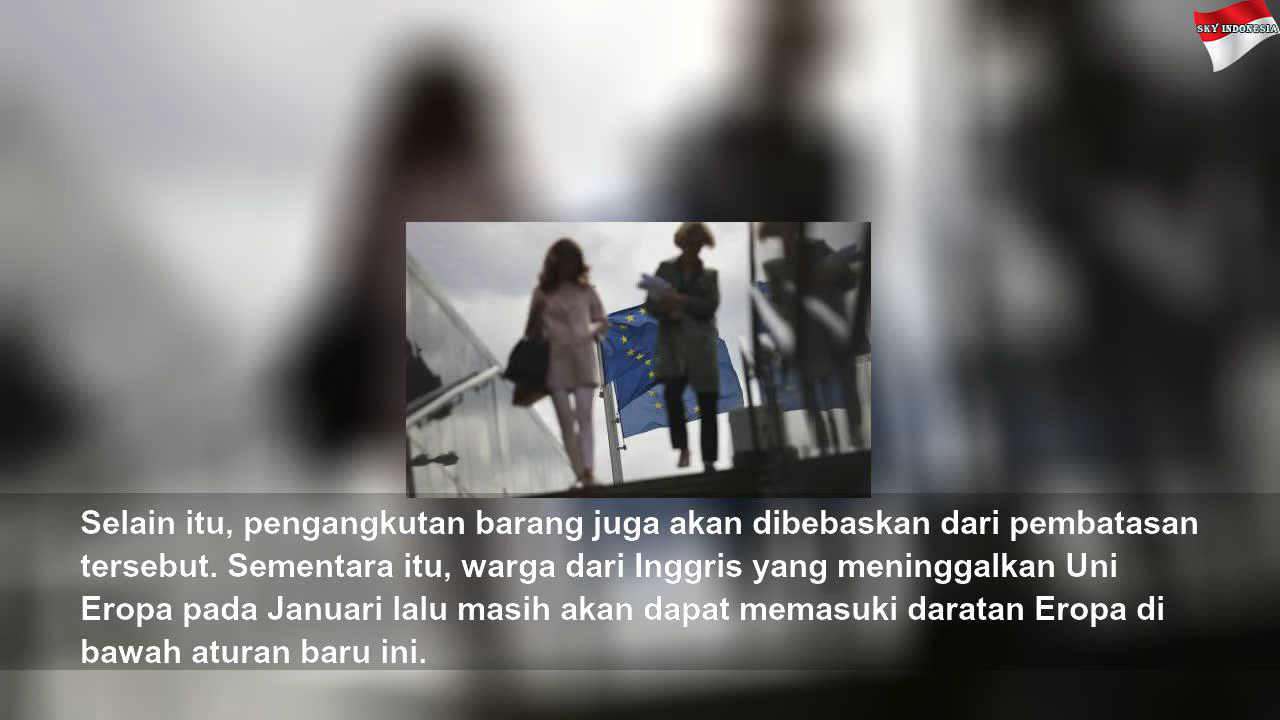 SKY INDONESIA
Selain itu, pengangkutan barang juga akan dibebaskan dari pembatasan
tersebut. Sementara itu, warga dari Inggris yang meninggalkan Uni
Eropa pada Januari lalu masih akan dapat memasuki daratan Eropa di
bawah aturan baru ini.